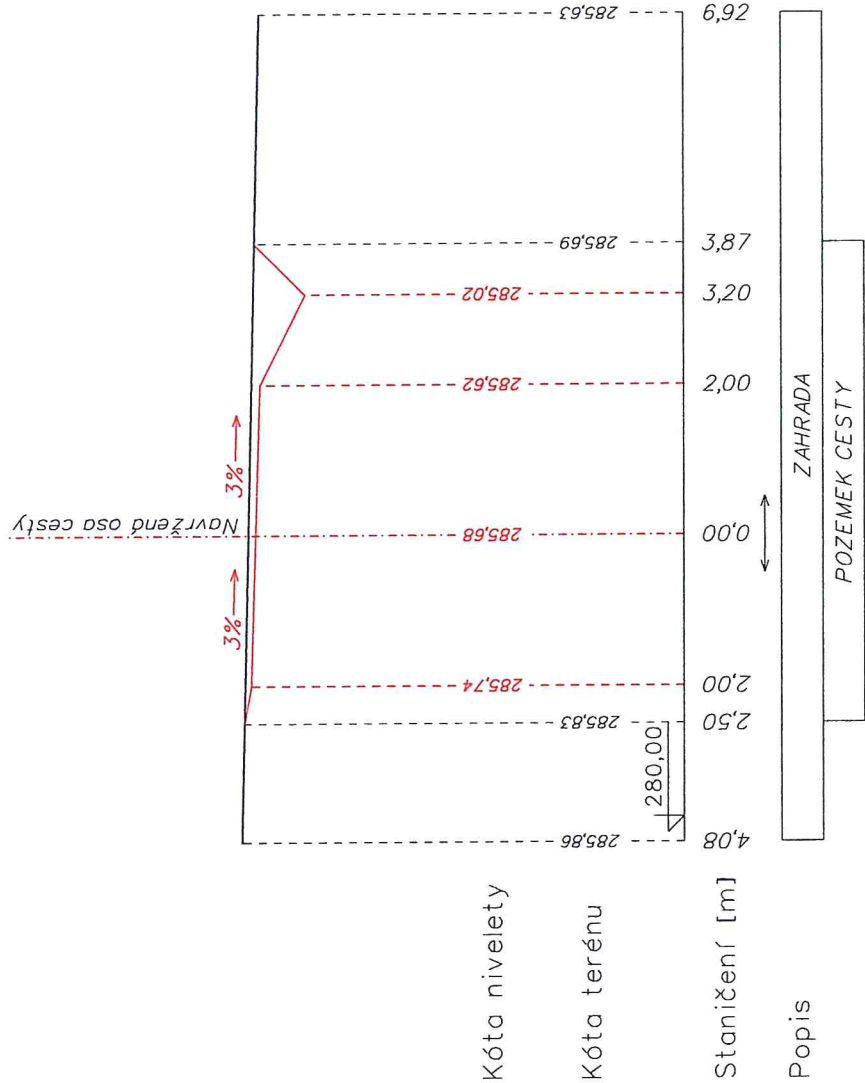 Navržená osa cesty
3%
3%
Kóta nivelety
285,74
285,68
285,62
285,02
Kóta terénu
285,86
285,83
285,69
285,63
280,00
Staničení [m]
4,08
2,50
2,00
0,00
2,00
3,20
3,87
6,92
Popis
ZAHRADA
POZEMEK CESTY